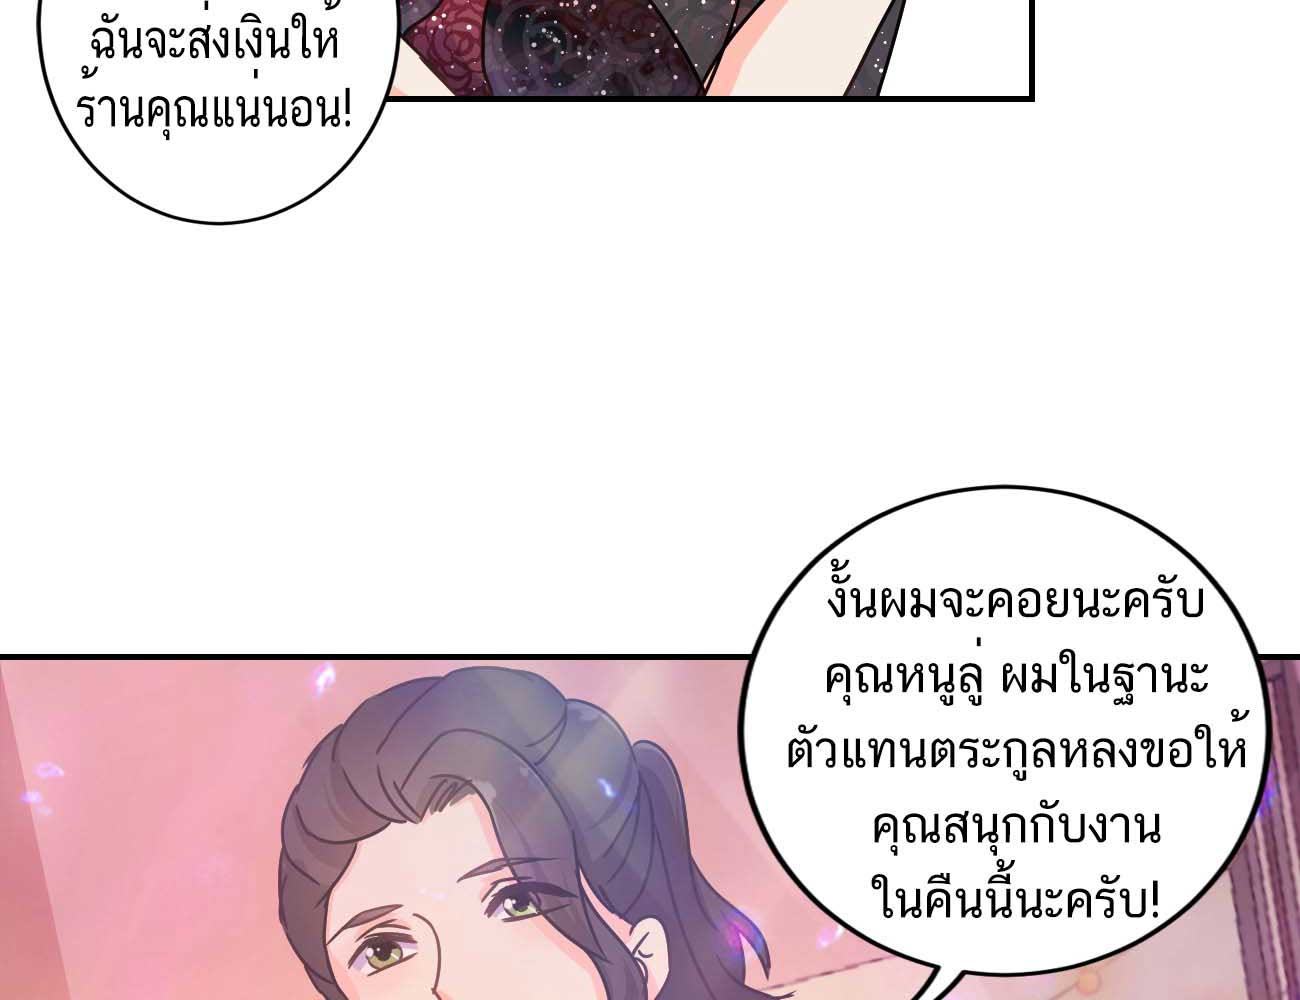 ฉันจะส่งเงินให้
ร้านคุณแน่นอน!
งั้นผมจะคอยนะครับ
คุณหนูลู่ ผมในฐานะ
ตัวแทนตระกูลหลงขอให้
คุณสนุกกับงาน
ในคืนนี้นะครับ!